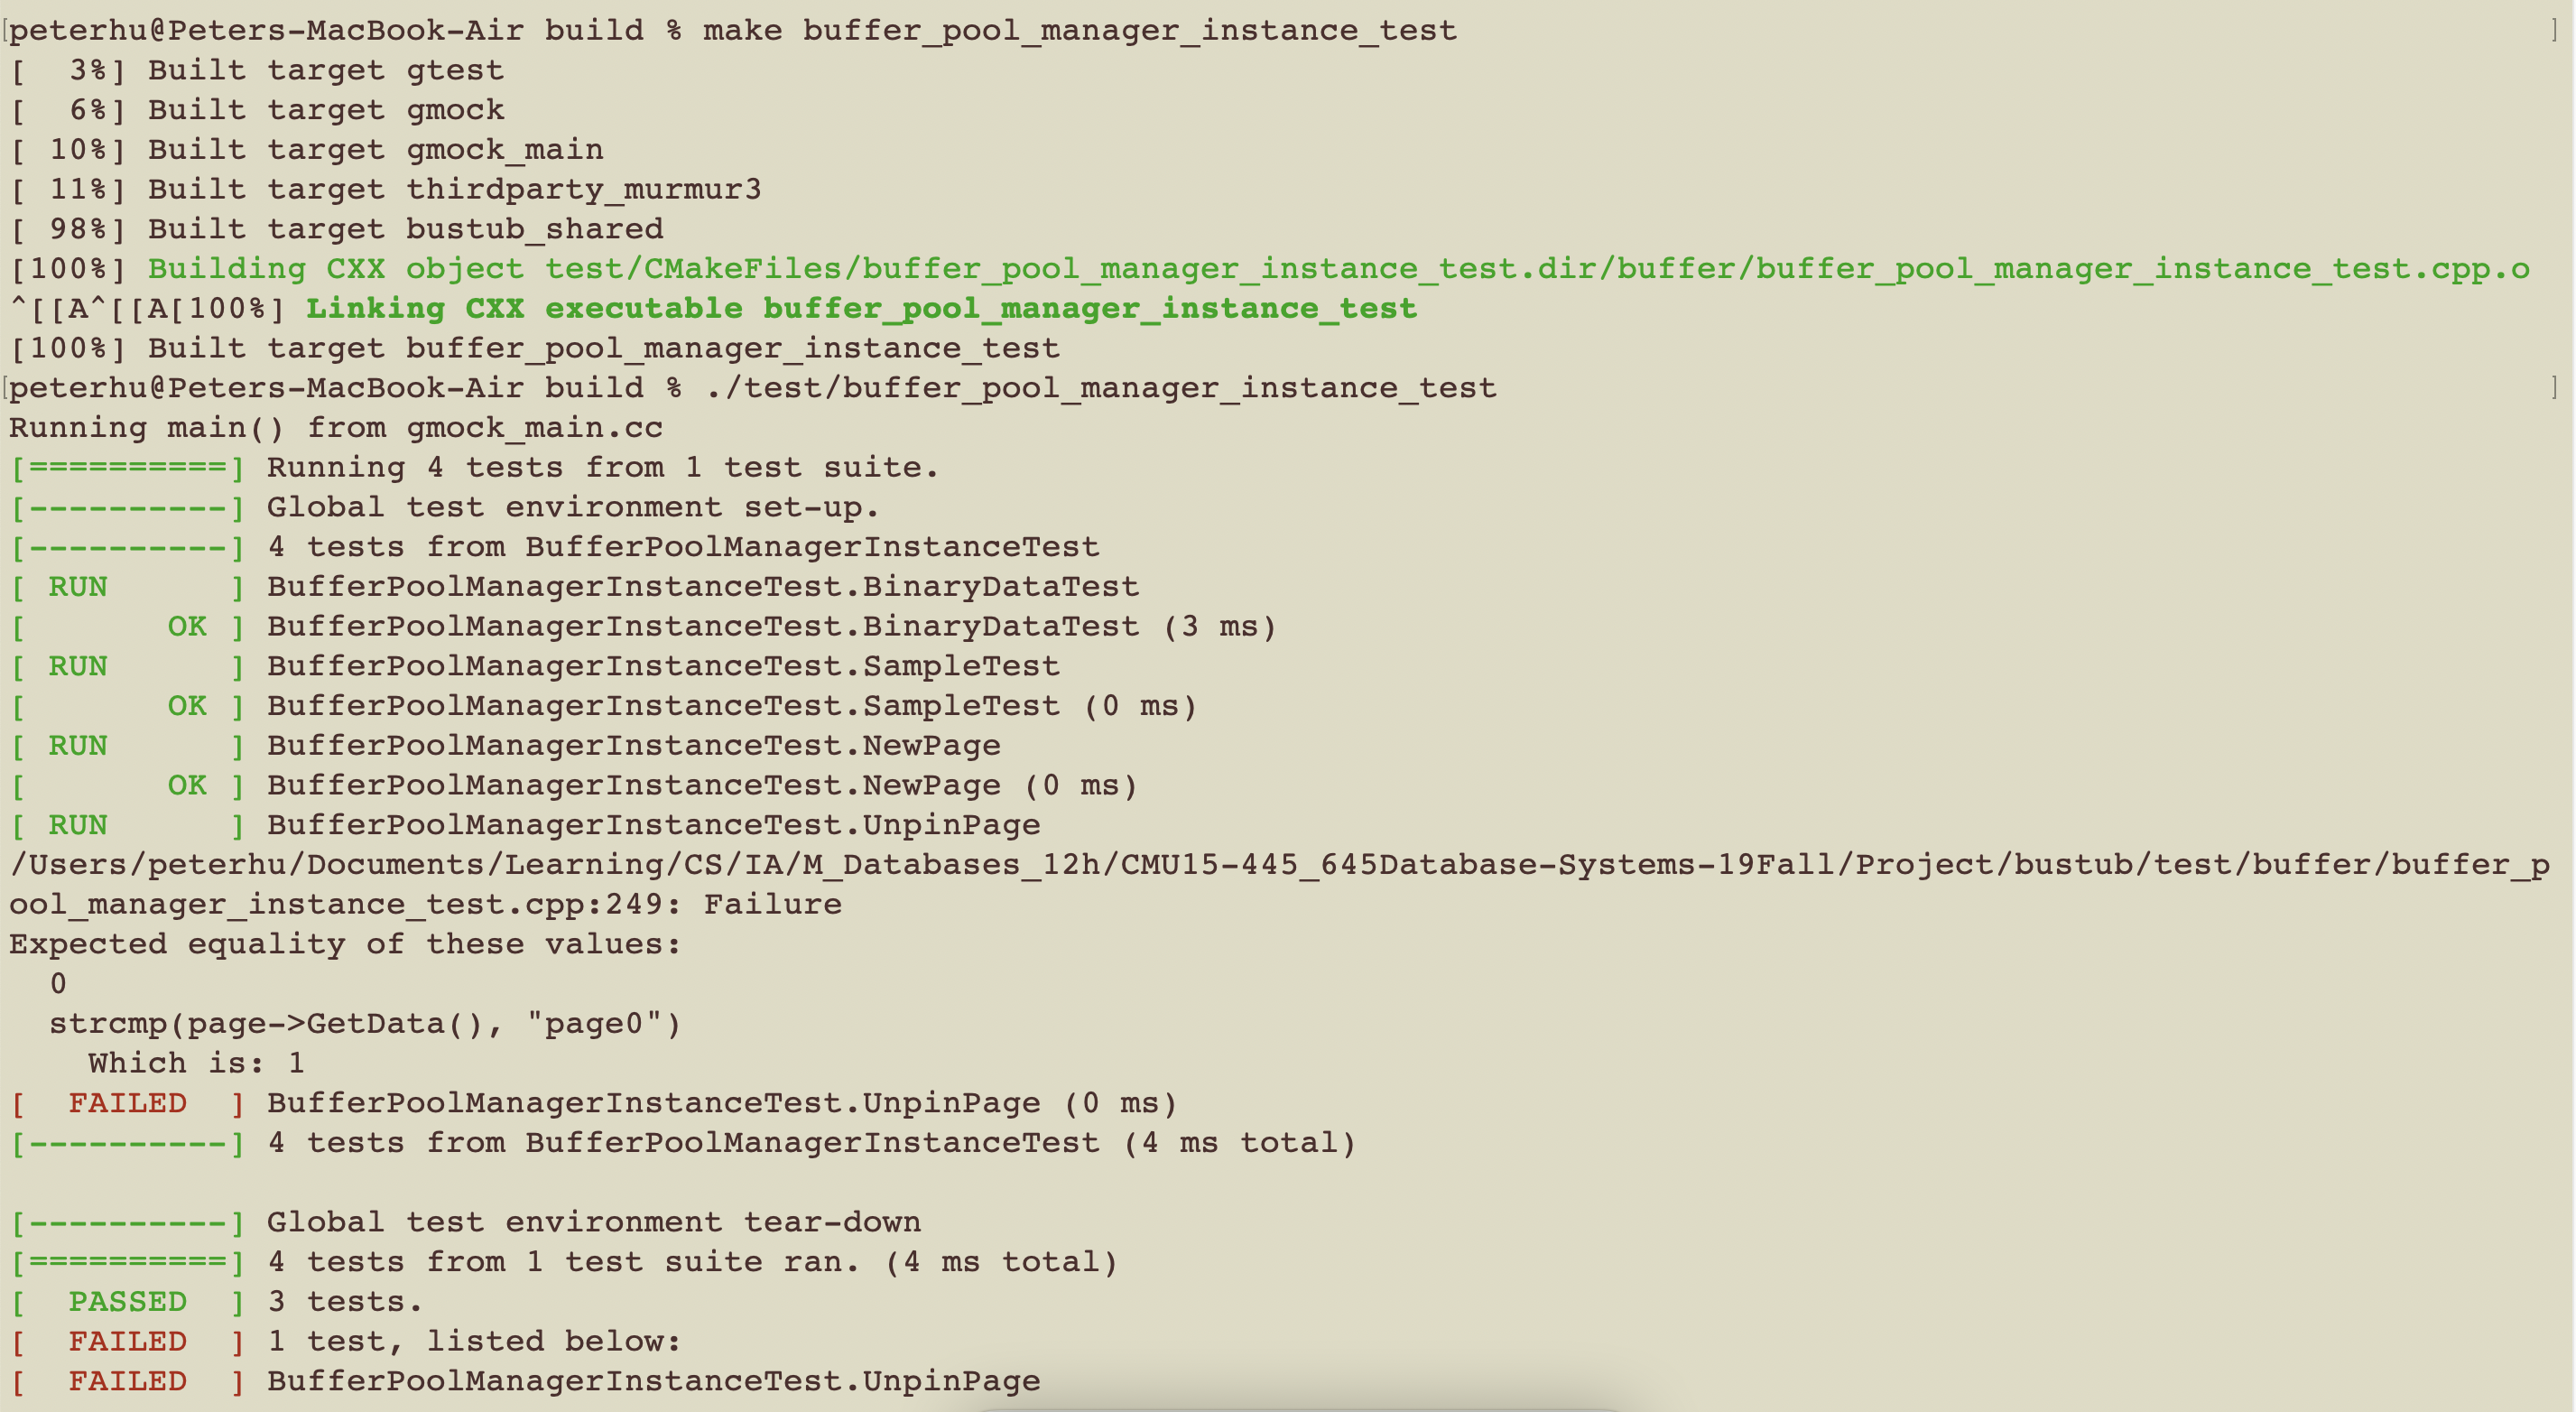 [peterhu@Peters-MacBook-Air build % make buffer_pool_manager_instance_test ]
[  3%] Built target gtest
[  6%] Built target gmock
[ 10%] Built target gmock_main
[ 11%] Built target thirdparty_murmur3
[ 98%] Built target bustub_shared
[100%] Building CXX object test/CMakeFiles/buffer_pool_manager_instance_test.dir/buffer/buffer_pool_manager_instance_test.cpp.o
^[[A^[[A[100%] Linking CXX executable buffer_pool_manager_instance_test
[100%] Built target buffer_pool_manager_instance_test
[peterhu@Peters-MacBook-Air build % ./test/buffer_pool_manager_instance_test ]
Running main() from gmock_main.cc
[==========] Running 4 tests from 1 test suite.
[----------] Global test environment set-up.
[----------] 4 tests from BufferPoolManagerInstanceTest
[ RUN      ] BufferPoolManagerInstanceTest.BinaryDataTest
[       OK ] BufferPoolManagerInstanceTest.BinaryDataTest (3 ms)
[ RUN      ] BufferPoolManagerInstanceTest.SampleTest
[       OK ] BufferPoolManagerInstanceTest.SampleTest (0 ms)
[ RUN      ] BufferPoolManagerInstanceTest.NewPage
[       OK ] BufferPoolManagerInstanceTest.NewPage (0 ms)
[ RUN      ] BufferPoolManagerInstanceTest.UnpinPage
/Users/peterhu/Documents/Learning/CS/IA/M_Databases_12h/CMU15-445_645Database-Systems-19Fall/Project/bustub/test/buffer/buffer_p
ool_manager_instance_test.cpp:249: Failure
Expected equality of these values:
  0
  strcmp(page->GetData(), "page0")
    Which is: 1
[  FAILED  ] BufferPoolManagerInstanceTest.UnpinPage (0 ms)
[----------] 4 tests from BufferPoolManagerInstanceTest (4 ms total)

[----------] Global test environment tear-down
[==========] 4 tests from 1 test suite ran. (4 ms total)
[  PASSED  ] 3 tests.
[  FAILED  ] 1 test, listed below:
[  FAILED  ] BufferPoolManagerInstanceTest.UnpinPage